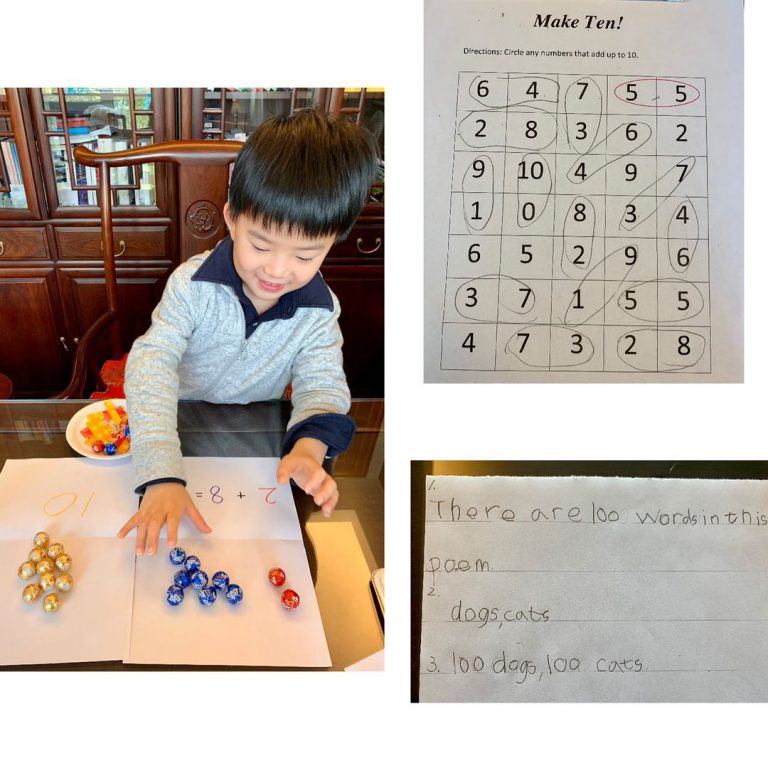 2 + 8 = 10
Make Ten!
Directions: Circle any numbers that add up to 10.
6 4 7 5 5
2 8 3 6 2
9 10 4 9 7
1 0 8 3 4
6 5 2 9 6
3 7 1 5 5
4 7 3 2 8
1.
There are 100 words in this
poem.
2.
dogs, cats
3. 100 dogs, 100 cats.